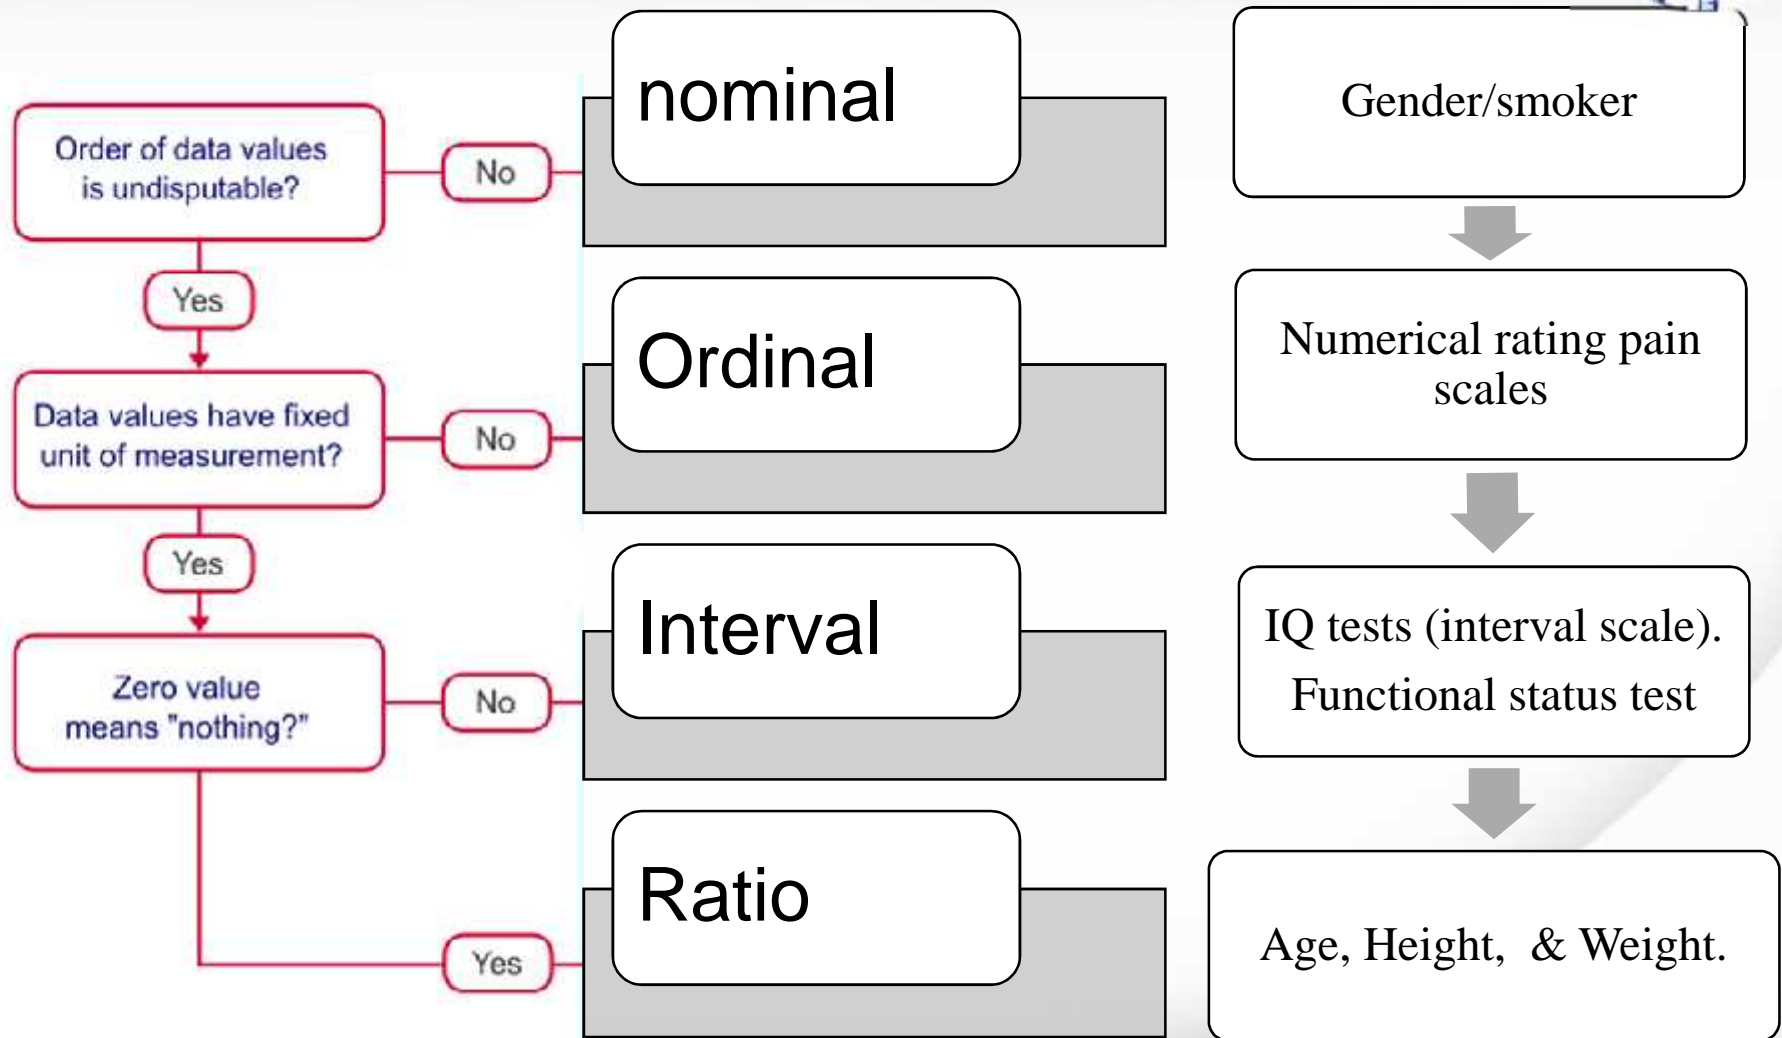 Order of data values
is undisputable?
No
nominal
Gender/smoker
Yes
Data values have fixed
unit of measurement?
No
Ordinal
Numerical rating pain
scales
Yes
Zero value
means "nothing?"
No
Interval
IQ tests (interval scale).
Functional status test
Yes
Ratio
Age, Height, & Weight.